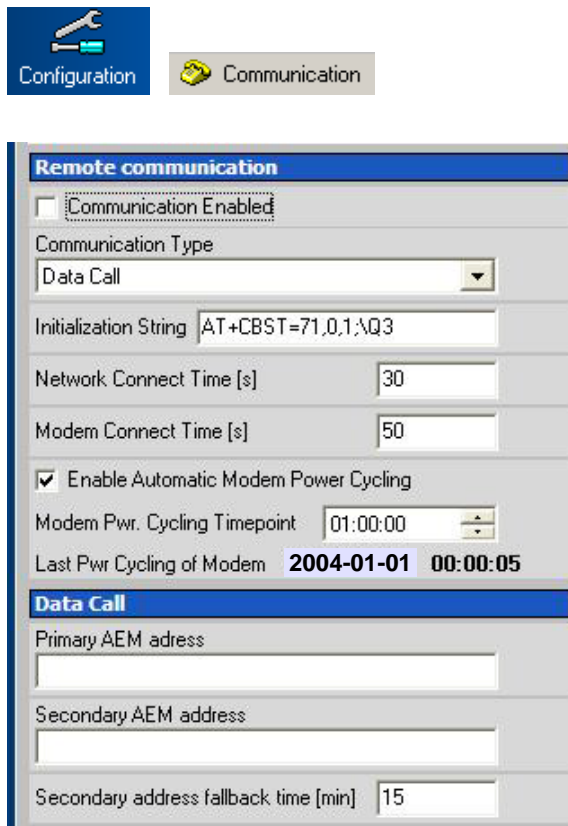 Configuration
Communication
Remote communication
Communication Enabled
Communication Type
Data Call
Initialization String AT+CBST=71,0,1;\Q3
Network Connect Time [s] 30
Modem Connect Time [s] 50
Enable Automatic Modem Power Cycling
Modem Pwr. Cycling Timepoint 01:00:00
Last Pwr Cycling of Modem 2004-01-01 00:00:05
Data Call
Primary AEM adress
Secondary AEM address
Secondary address fallback time [min] 15